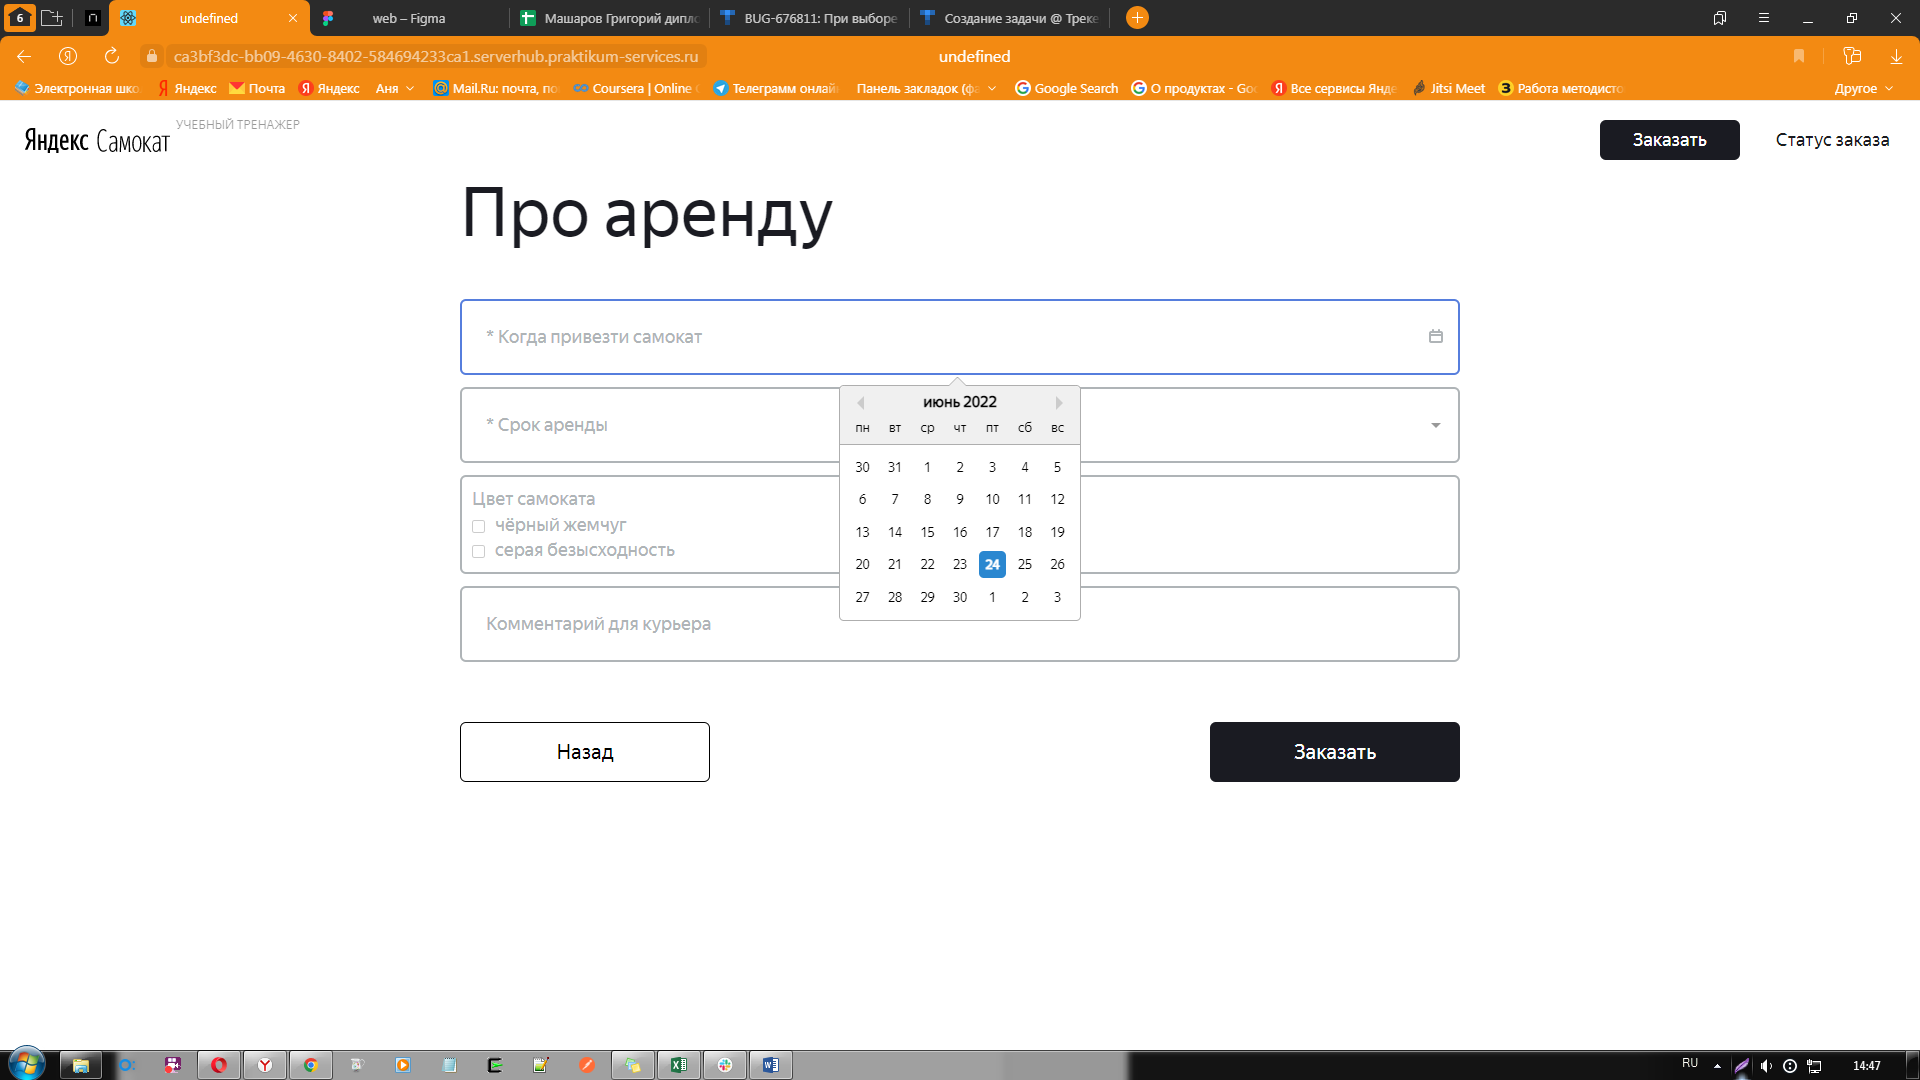 6
undefined
web – Figma
Машаров Григорий дипло
BUG-676811: При выборе
Создание задачи @ Треке
ca3bf3dc-bb09-4630-8402-584694233ca1.serverhub.praktikum-services.ru
undefined
Электронная шко
Яндекс
Почта
Яндекс
Аня
Mail.Ru: почта, по
Coursera | Online
Телеграмм онлай
Панель закладок (фа
Google Search
О продуктах - Goo
Все сервисы Янде
Jitsi Meet
Работа методисто
Другое
Яндекс Самокат
УЧЕБНЫЙ ТРЕНАЖЕР
Заказать
Статус заказа
Про аренду
* Когда привезти самокат
июнь 2022
пн вт ср чт пт сб вс
30 31 1 2 3 4 5
6 7 8 9 10 11 12
13 14 15 16 17 18 19
20 21 22 23 24 25 26
27 28 29 30 1 2 3
* Срок аренды
Цвет самоката
чёрный жемчуг
серая безысходность
Комментарий для курьера
Назад
Заказать
RU
14:47